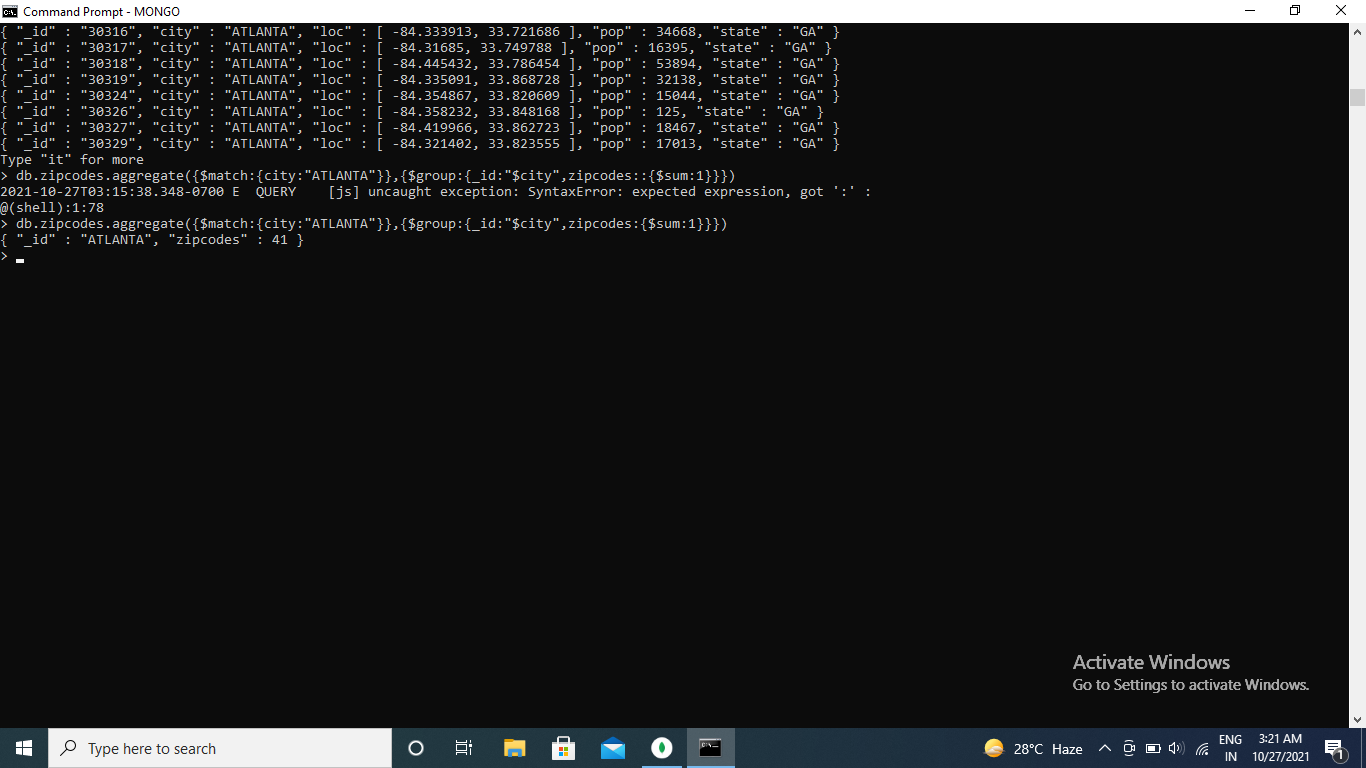 Command Prompt - MONGO
{ "_id" : "30316", "city" : "ATLANTA", "loc" : [ -84.333913, 33.721686 ], "pop" : 34668, "state" : "GA" }
{ "_id" : "30317", "city" : "ATLANTA", "loc" : [ -84.31685, 33.749788 ], "pop" : 16395, "state" : "GA" }
{ "_id" : "30318", "city" : "ATLANTA", "loc" : [ -84.445432, 33.786454 ], "pop" : 53894, "state" : "GA" }
{ "_id" : "30319", "city" : "ATLANTA", "loc" : [ -84.335091, 33.868728 ], "pop" : 32138, "state" : "GA" }
{ "_id" : "30324", "city" : "ATLANTA", "loc" : [ -84.354867, 33.820609 ], "pop" : 15044, "state" : "GA" }
{ "_id" : "30326", "city" : "ATLANTA", "loc" : [ -84.358232, 33.848168 ], "pop" : 125, "state" : "GA" }
{ "_id" : "30327", "city" : "ATLANTA", "loc" : [ -84.419966, 33.862723 ], "pop" : 18467, "state" : "GA" }
{ "_id" : "30329", "city" : "ATLANTA", "loc" : [ -84.321402, 33.823555 ], "pop" : 17013, "state" : "GA" }
Type "it" for more
> db.zipcodes.aggregate({$match:{city:"ATLANTA"}},{$group:{_id:"$city",zipcodes::{$sum:1}}})
2021-10-27T03:15:38.348-0700 E  QUERY    [js] uncaught exception: SyntaxError: expected expression, got ':' :
@(shell):1:78
> db.zipcodes.aggregate({$match:{city:"ATLANTA"}},{$group:{_id:"$city",zipcodes:{$sum:1}}})
{ "_id" : "ATLANTA", "zipcodes" : 41 }
>
Activate Windows
Go to Settings to activate Windows.
Type here to search
28°C Haze
ENG
IN
3:21 AM
10/27/2021
1